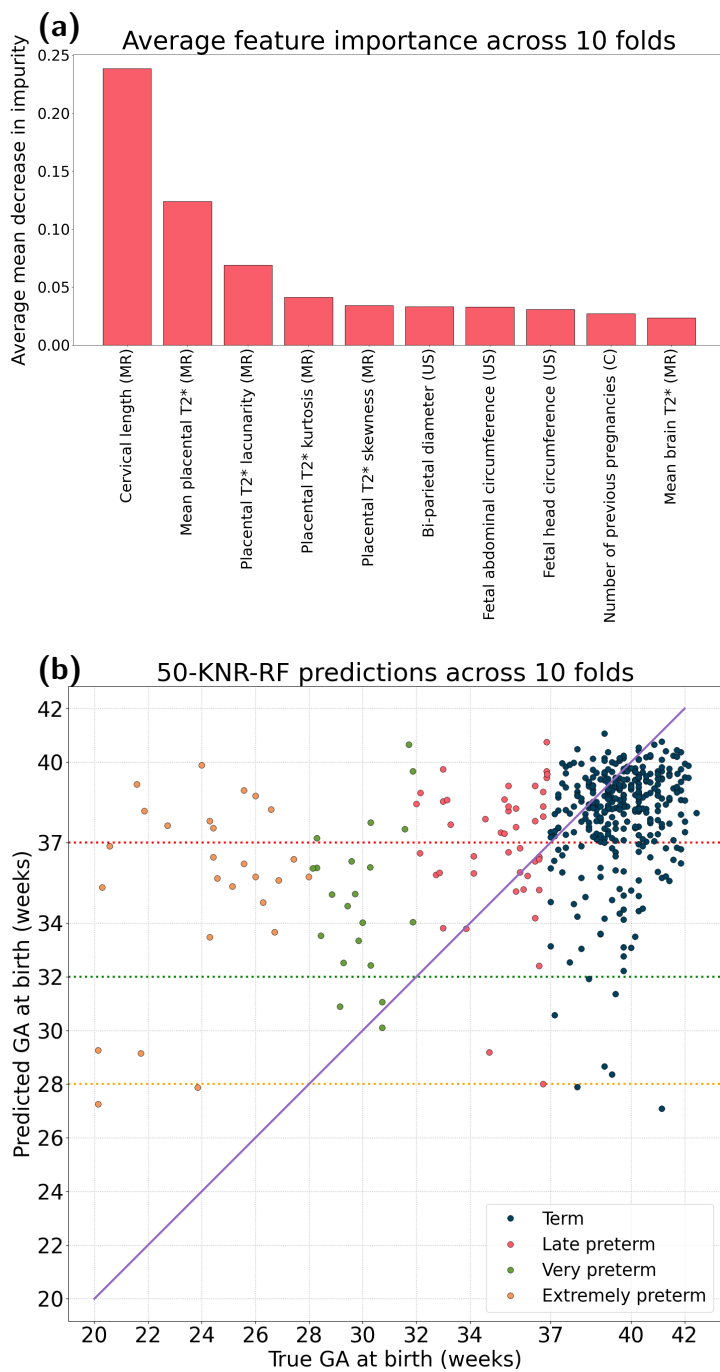 (a)
Average feature importance across 10 folds
Average mean decrease in impurity
0.25
0.20
0.15
0.10
0.05
0.00
Cervical length (MR)
Mean placental T2* (MR)
Placental T2* lacunarity (MR)
Placental T2* kurtosis (MR)
Placental T2* skewness (MR)
Bi-parietal diameter (US)
Fetal abdominal circumference (US)
Fetal head circumference (US)
Number of previous pregnancies (C)
Mean brain T2* (MR)
(b)
50-KNR-RF predictions across 10 folds
Predicted GA at birth (weeks)
42
40
37
34
32
30
28
26
24
22
20
Term
Late preterm
Very preterm
Extremely preterm
20 22 24 26 28 30 32 34 37 40 42
True GA at birth (weeks)